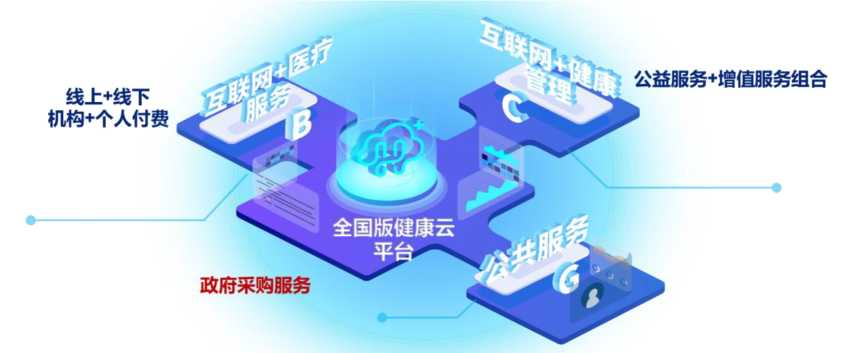 互联网+医疗
服务
B
线上+线下
机构+个人付费
互联网+健康
管理
C
公益服务+增值服务组合
全国版健康云
平台
公共服务
G
政府采购服务